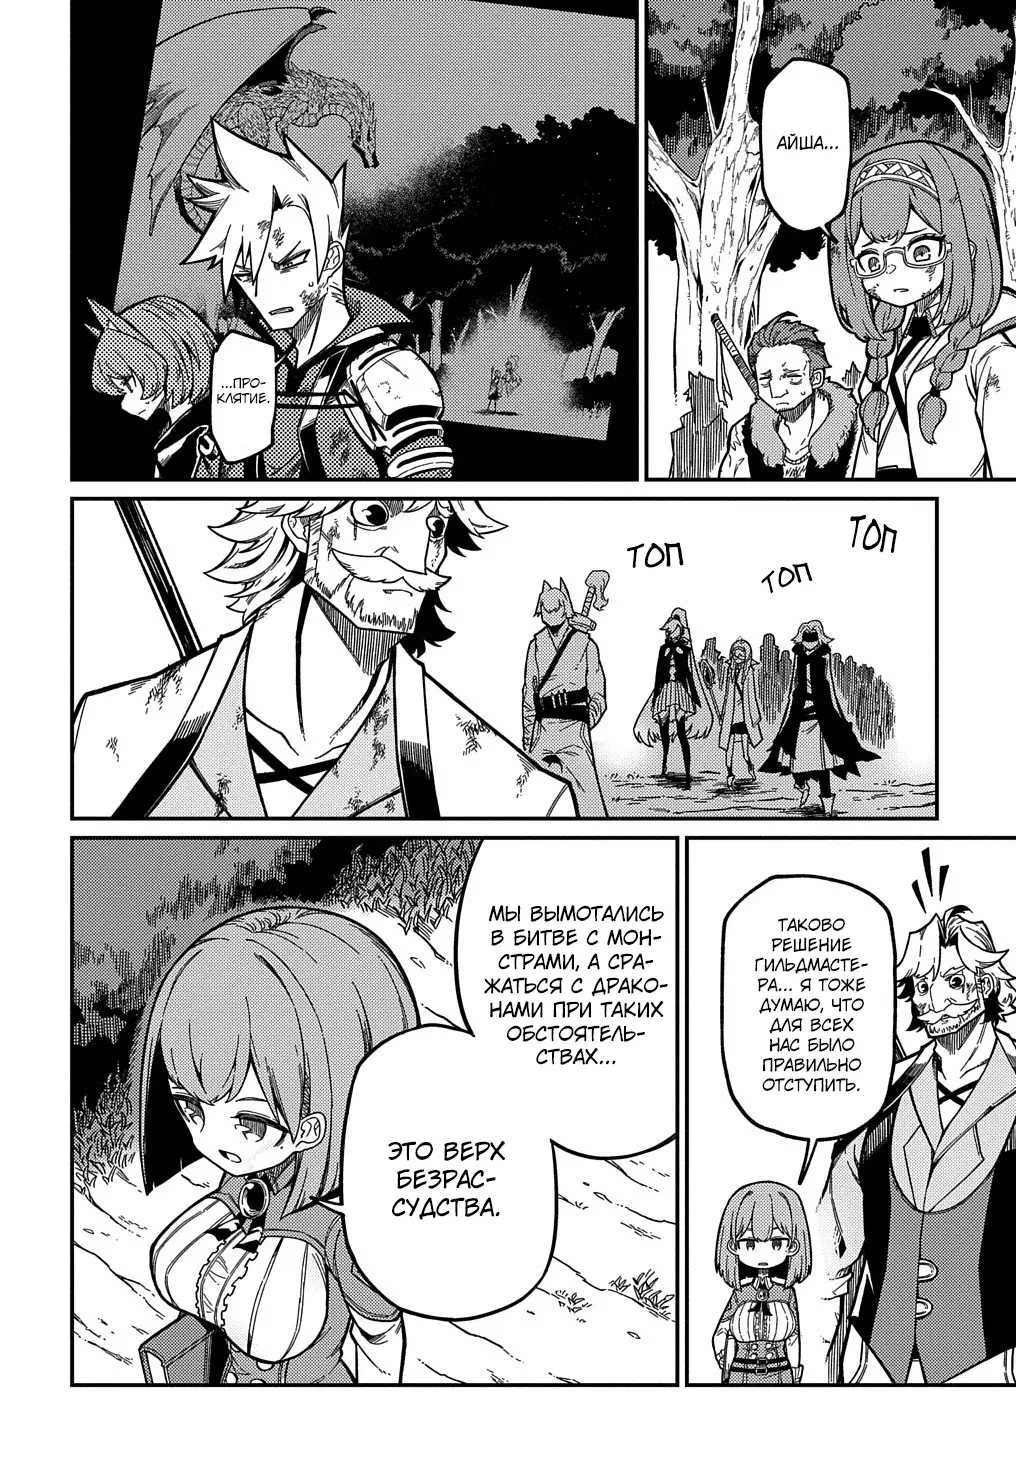 АЙША...
...ПРО-
КЛЯТИЕ.
ТОП
ТОП
ТОП
ТАКОВО
РЕШЕНИЕ
ГИЛЬДМАСТЕ-
РА... Я ТОЖЕ
ДУМАЮ, ЧТО
ДЛЯ ВСЕХ
НАС БЫЛО
ПРАВИЛЬНО
ОТСТУПИТЬ.
МЫ ВЫМОТАЛИСЬ
В БИТВЕ С МОН-
СТРАМИ, А СРА-
ЖАТЬСЯ С ДРАКО-
НАМИ ПРИ ТАКИХ
ОБСТОЯТЕЛЬ-
СТВАХ...
ЭТО ВЕРХ
БЕЗРАС-
СУДСТВА.